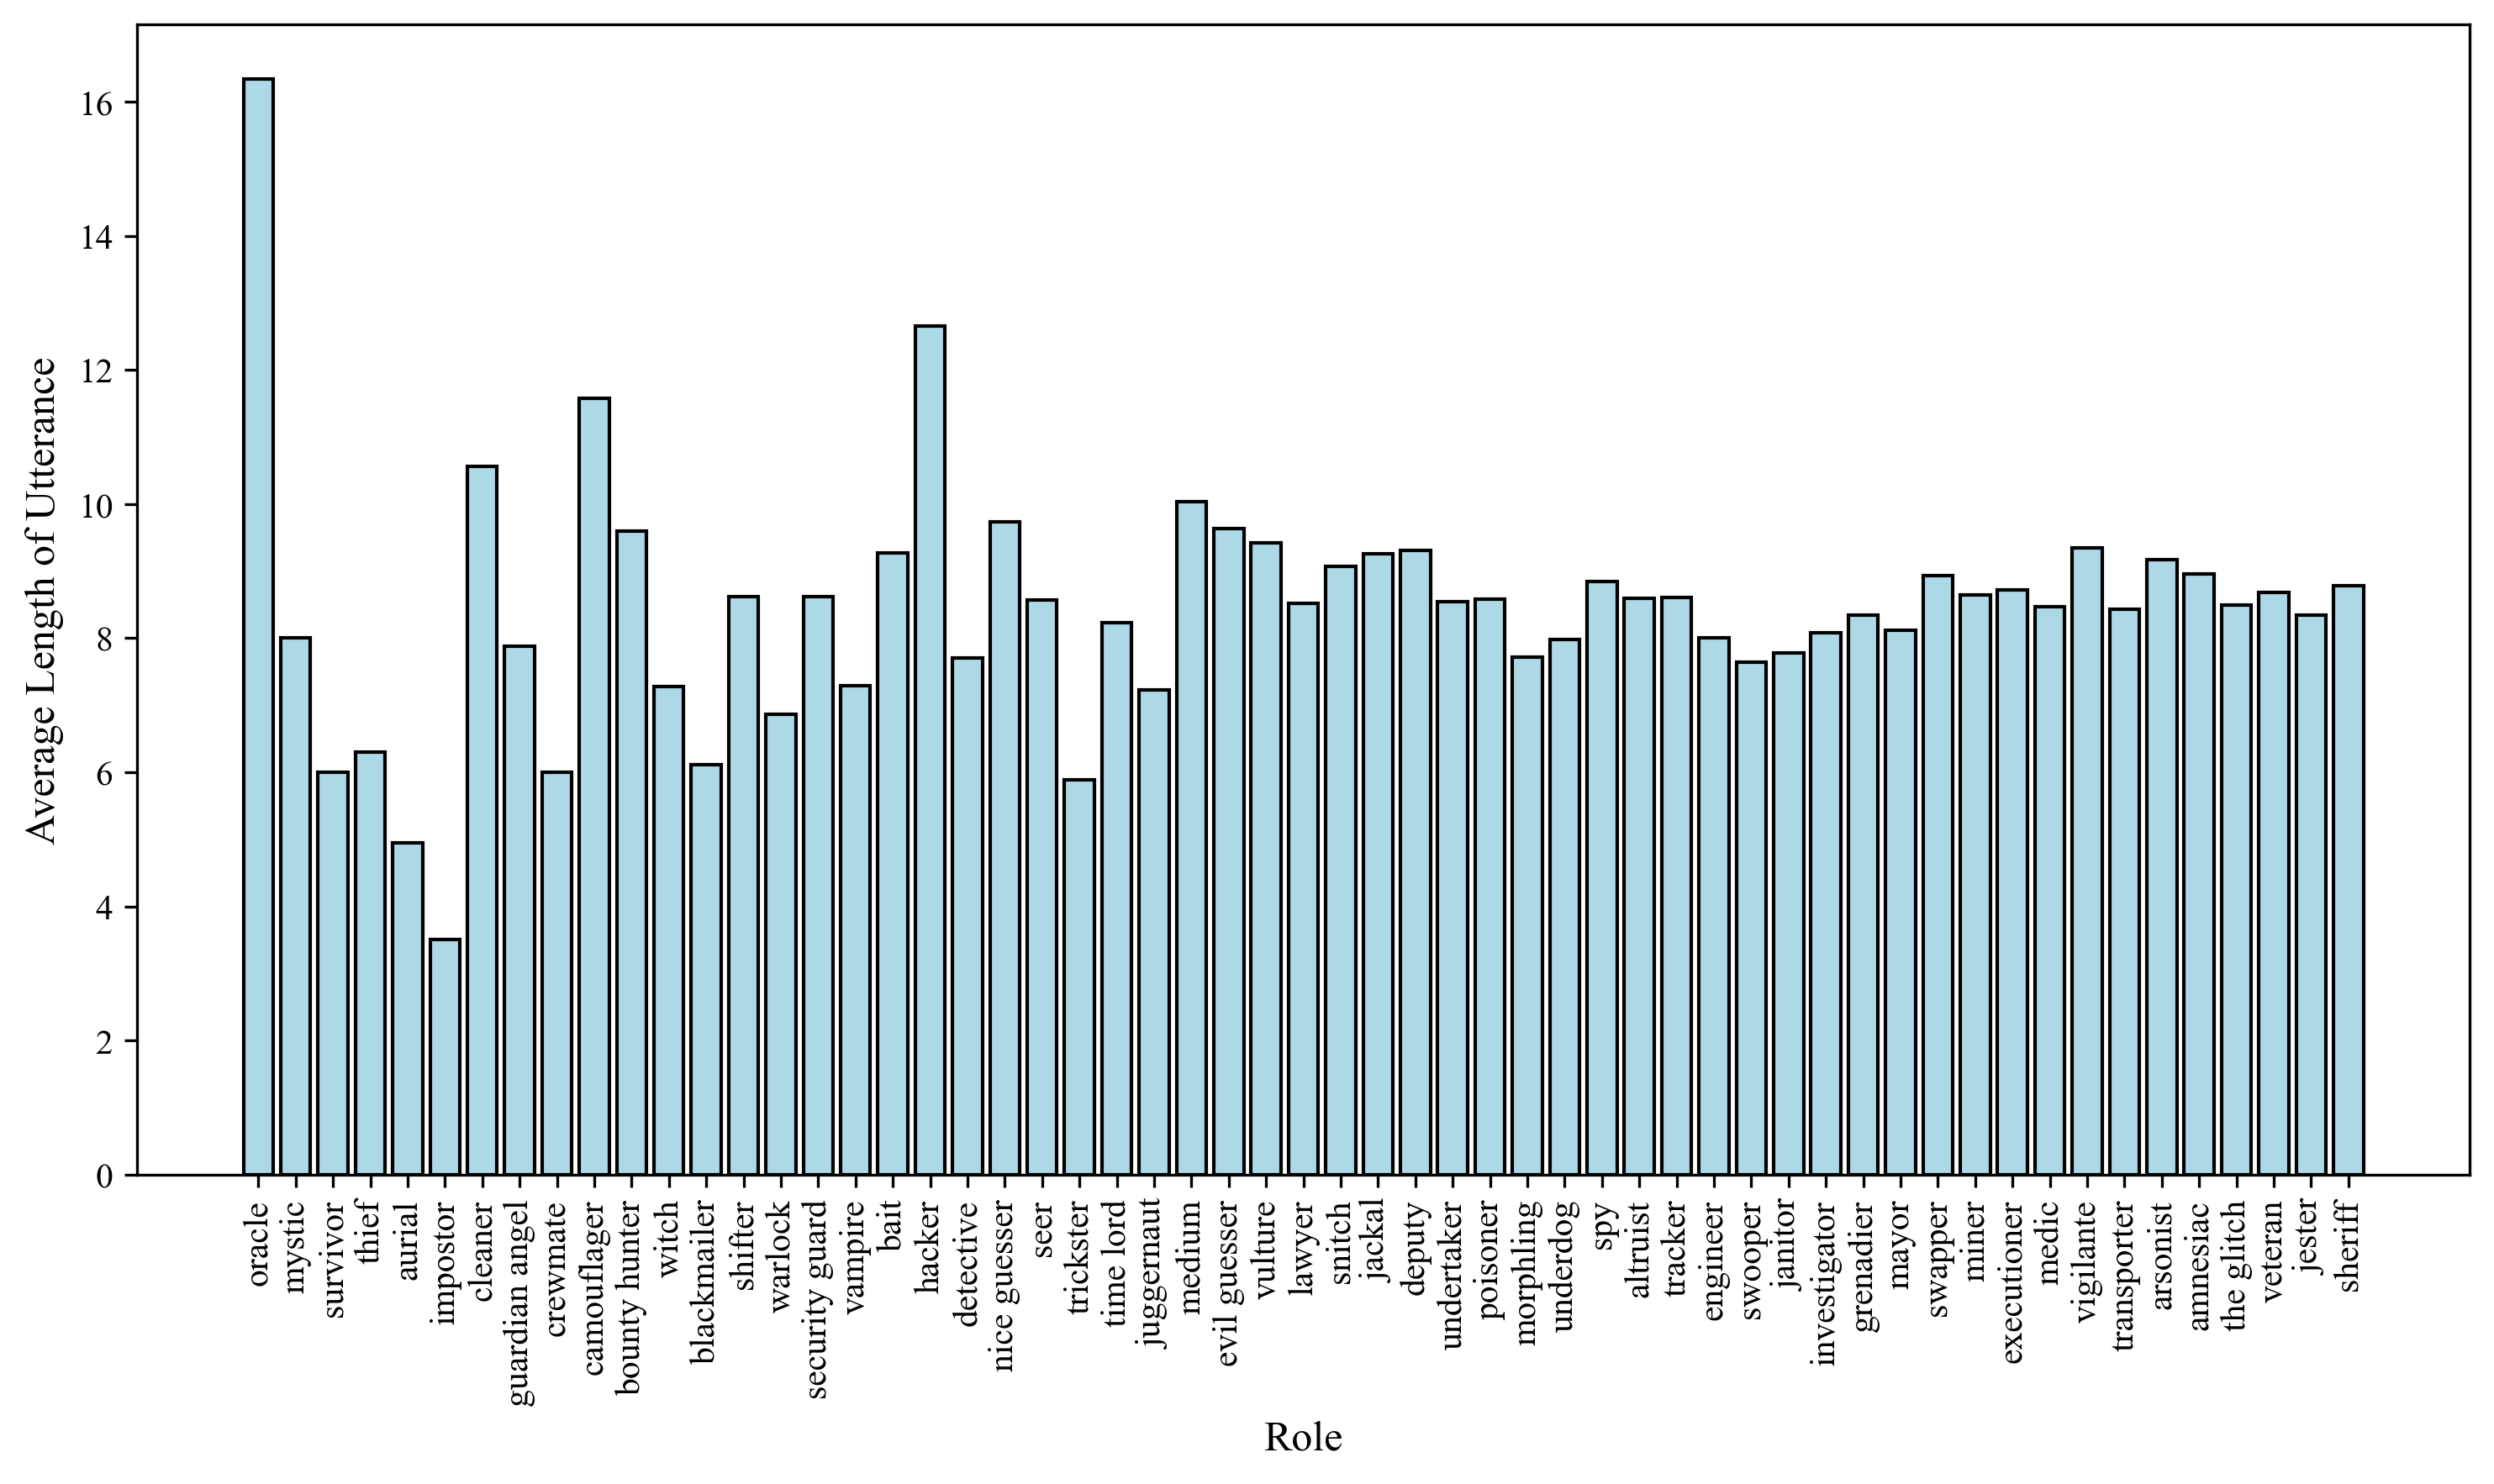 Average Length of Utterance
16
14
12
10
8
6
4
2
0
oracle
mystic
survivor
thief
aurial
impostor
cleaner
guardian angel
crewmate
camouflager
bounty hunter
witch
blackmailer
shifter
warlock
security guard
vampire
bait
hacker
detective
nice guesser
seer
trickster
time lord
juggernaut
medium
evil guesser
vulture
lawyer
snitch
jackal
deputy
undertaker
poisoner
morphling
underdog
spy
altruist
tracker
engineer
swooper
janitor
investigator
grenadier
mayor
swapper
miner
executioner
medic
vigilante
transporter
arsonist
amnesiac
the glitch
veteran
jester
sheriff
Role